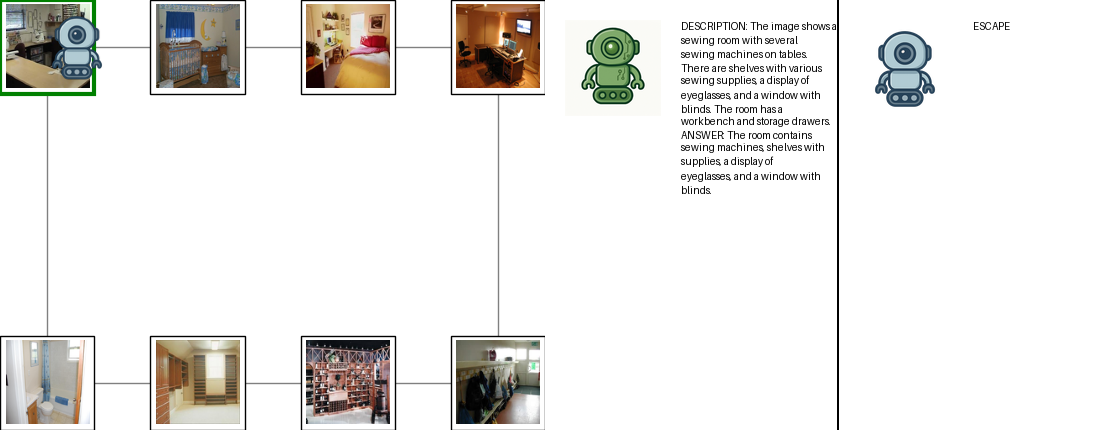 DESCRIPTION: The image shows a
sewing room with several
sewing machines on tables.
There are shelves with various
sewing supplies, a display of
eyeglasses, and a window with
blinds. The room has a
workbench and storage drawers.
ANSWER: The room contains
sewing machines, shelves with
supplies, a display of
eyeglasses, and a window with
blinds.
ESCAPE